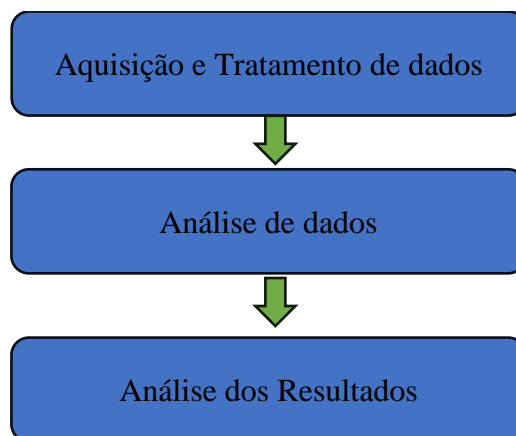 Aquisição e Tratamento de dados
Análise de dados
Análise dos Resultados